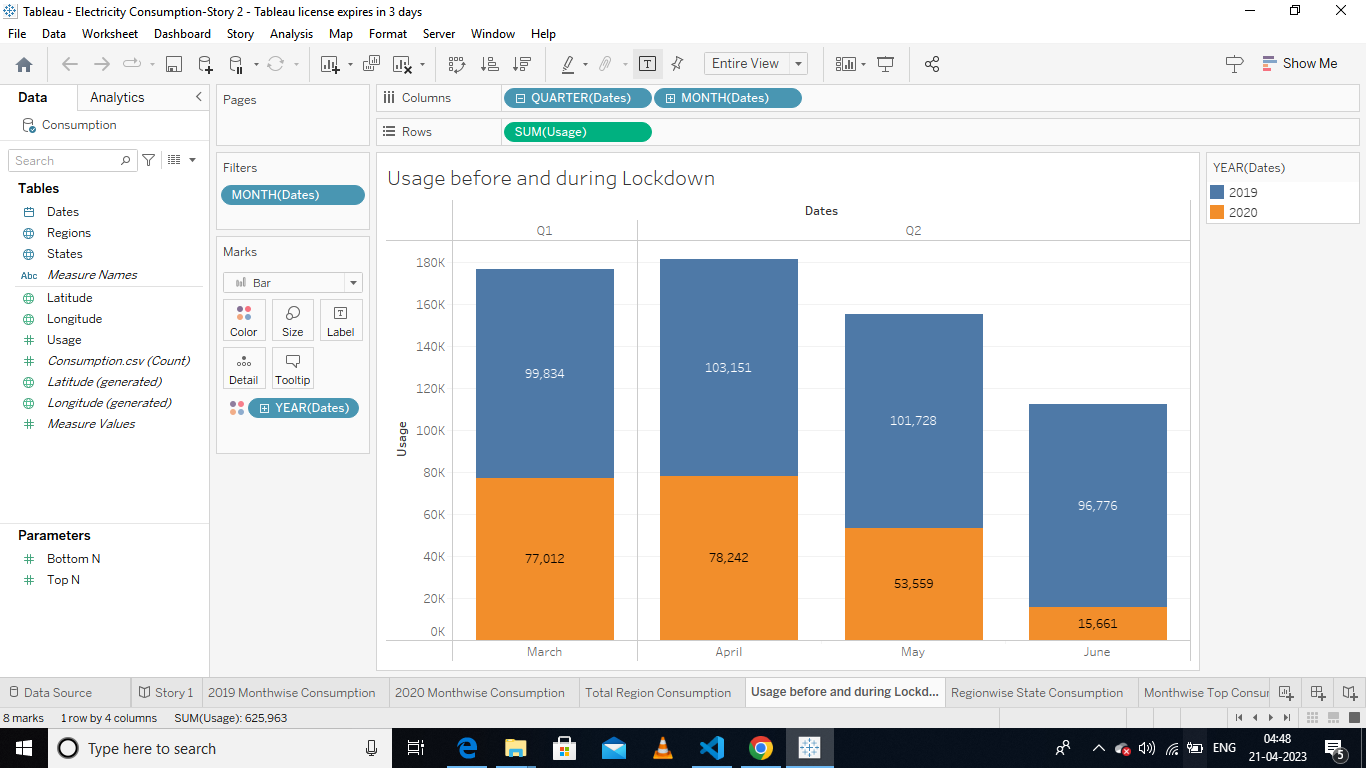 Tableau - Electricity Consumption-Story 2 - Tableau license expires in 3 days
File Data Worksheet Dashboard Story Analysis Map Format Server Window Help
Entire View
Show Me
Data Analytics
Consumption
Search
Tables
Dates
Regions
States
Abc Measure Names
Latitude
Longitude
Usage
Consumption.csv (Count)
Latitude (generated)
Longitude (generated)
Measure Values
Parameters
Bottom N
Top N
Pages
Filters
MONTH(Dates)
Marks
Bar
Color Size Label
Detail Tooltip
YEAR(Dates)
Columns QUARTER(Dates) MONTH(Dates)
Rows SUM(Usage)
Usage before and during Lockdown
Dates
Q1 Q2
Usage
180K
160K
140K
120K
100K
80K
60K
40K
20K
0K
99,834 103,151 101,728 96,776
77,012 78,242 53,559 15,661
March April May June
YEAR(Dates)
2019
2020
Data Source Story 1 2019 Monthwise Consumption 2020 Monthwise Consumption Total Region Consumption Usage before and during Lockd... Regionwise State Consumption Monthwise Top Consur
8 marks 1 row by 4 columns SUM(Usage): 625,963
Type here to search
ENG
04:48
21-04-2023
5